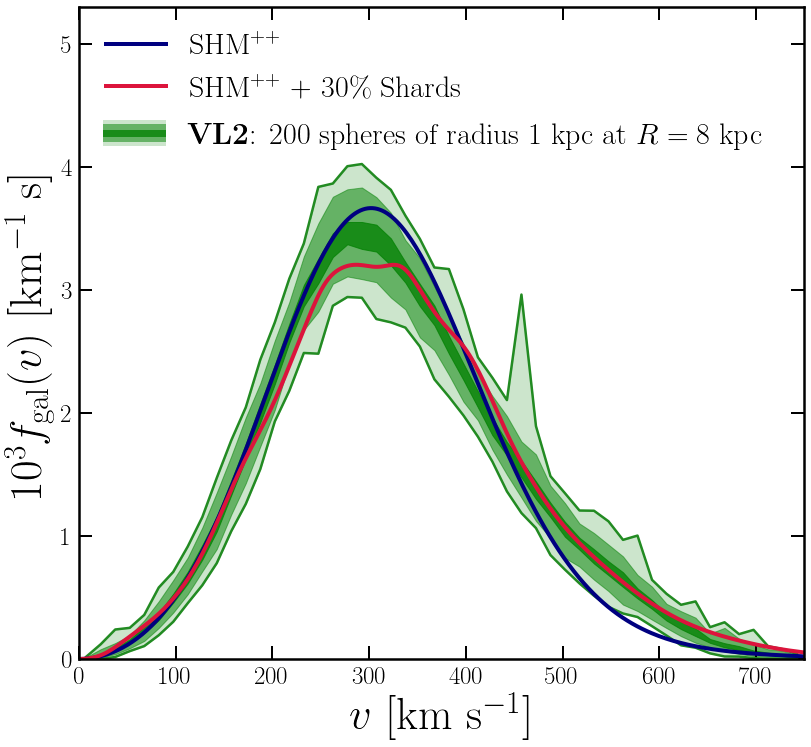 SHM⁺⁺
SHM⁺⁺ + 30% Shards
VL2: 200 spheres of radius 1 kpc at R = 8 kpc
10³f_gal(v) [km⁻¹ s]
5
4
3
2
1
0
0 100 200 300 400 500 600 700
v [km s⁻¹]